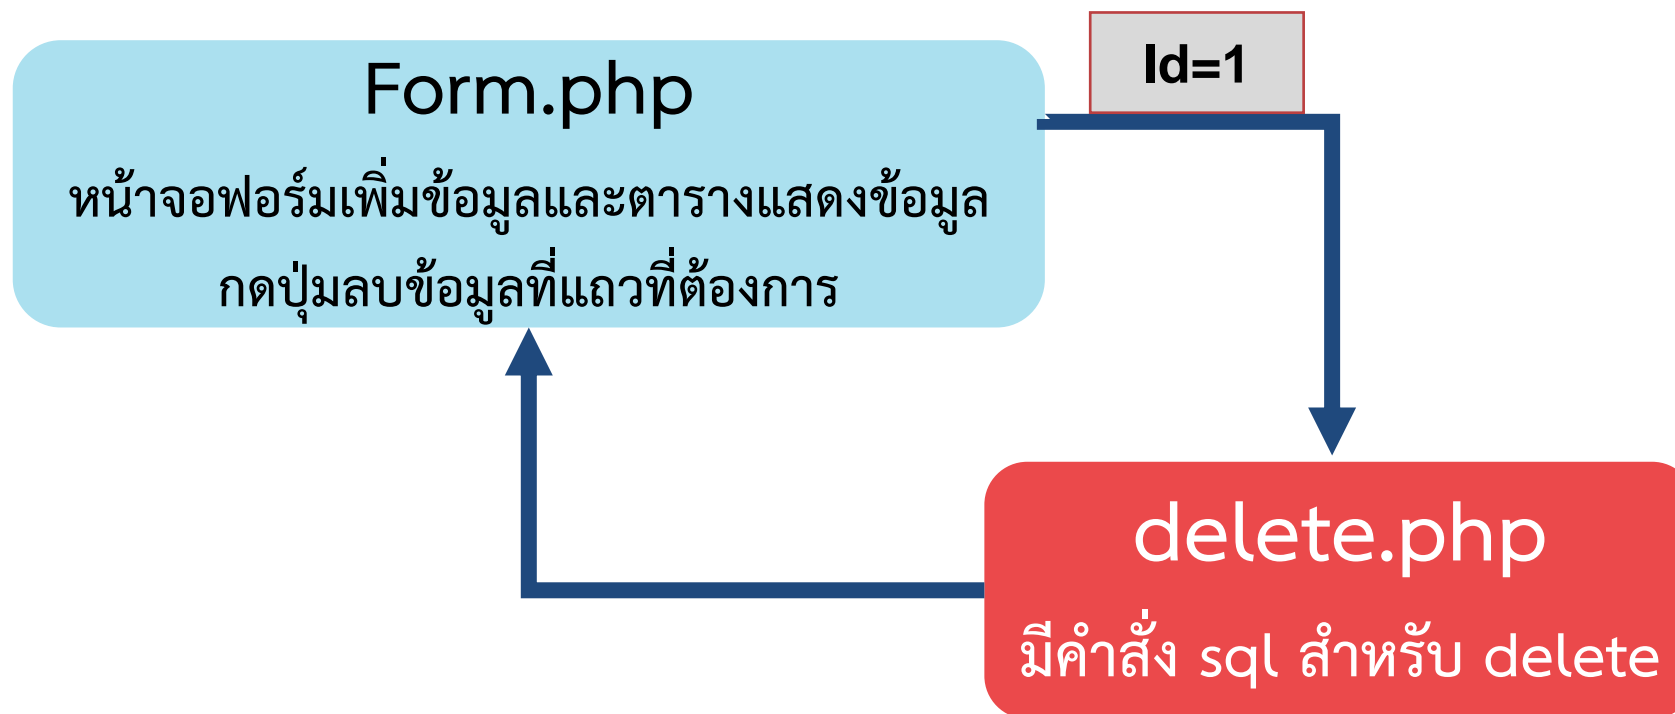 Form.php
หน้าจอฟอร์มเพิ่มข้อมูลและตารางแสดงข้อมูล
กดปุ่มลบข้อมูลที่แถวที่ต้องการ
Id=1
delete.php
มีคำสั่ง sql สำหรับ delete